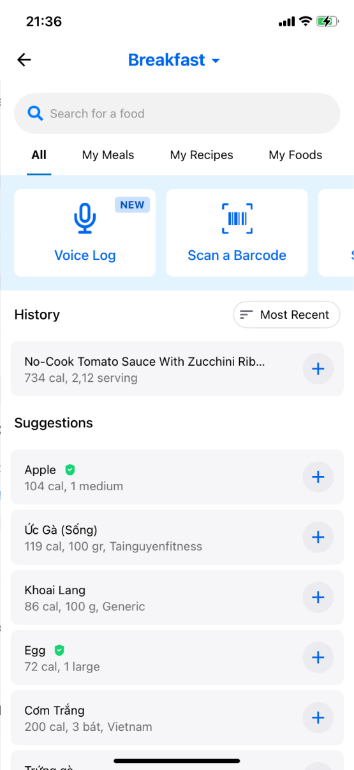 21:36
Breakfast
Search for a food
All My Meals My Recipes My Foods
NEW
Voice Log Scan a Barcode
History Most Recent
No-Cook Tomato Sauce With Zucchini Rib...
734 cal, 2,12 serving
Suggestions
Apple
104 cal, 1 medium
Ức Gà (Sống)
119 cal, 100 gr, Tainguyenfitness
Khoai Lang
86 cal, 100 g, Generic
Egg
72 cal, 1 large
Cơm Trắng
200 cal, 3 bát, Vietnam
Trứng gà